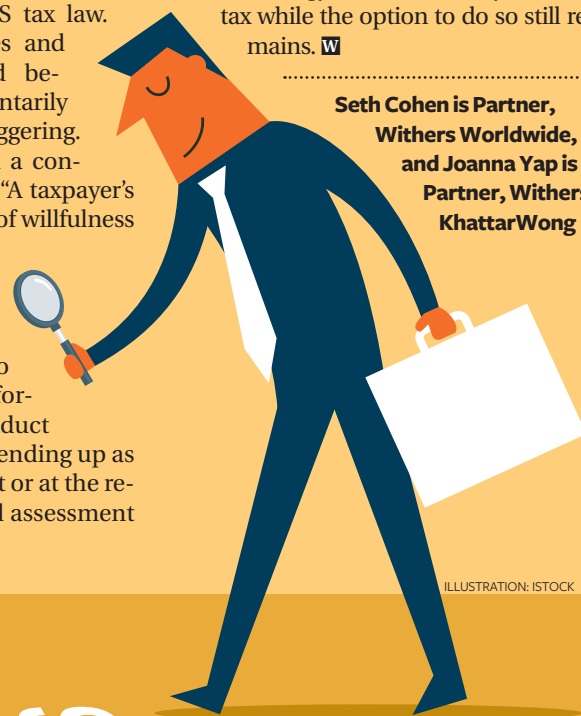 S tax law.
es and
d be-
ntarily
ggering.
a con-
"A taxpayer's
of willfulness
o
for-
duct
ending up as
t or at the re-
l assessment
tax while the option to do so still re
mains. W
Seth Cohen is Partner,
Withers Worldwide,
and Joanna Yap is
Partner, Withers
KhattarWong
ILLUSTRATION: ISTOCK